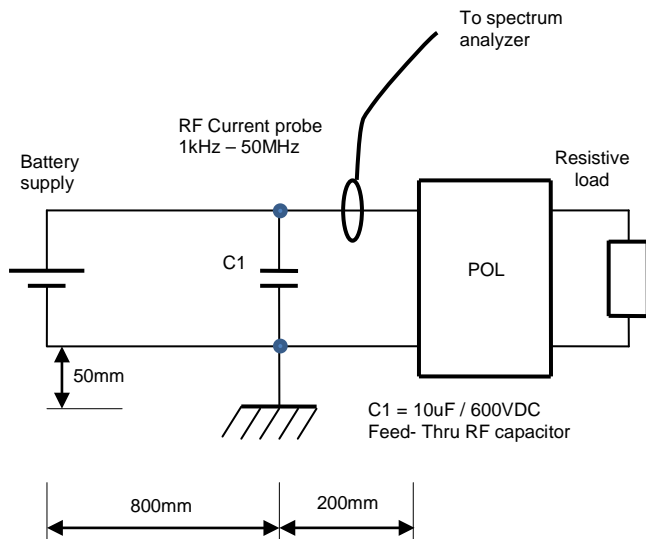 To spectrum
analyzer
RF Current probe
1kHz – 50MHz
Battery
supply
Resistive
load
C1
POL
50mm
C1 = 10uF / 600VDC
Feed- Thru RF capacitor
800mm
200mm